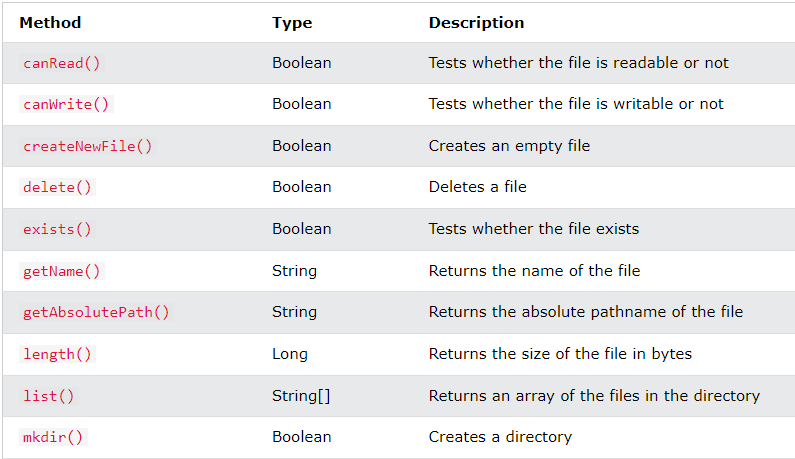 Method Type Description
canRead() Boolean Tests whether the file is readable or not
canWrite() Boolean Tests whether the file is writable or not
createNewFile() Boolean Creates an empty file
delete() Boolean Deletes a file
exists() Boolean Tests whether the file exists
getName() String Returns the name of the file
getAbsolutePath() String Returns the absolute pathname of the file
length() Long Returns the size of the file in bytes
list() String[] Returns an array of the files in the directory
mkdir() Boolean Creates a directory